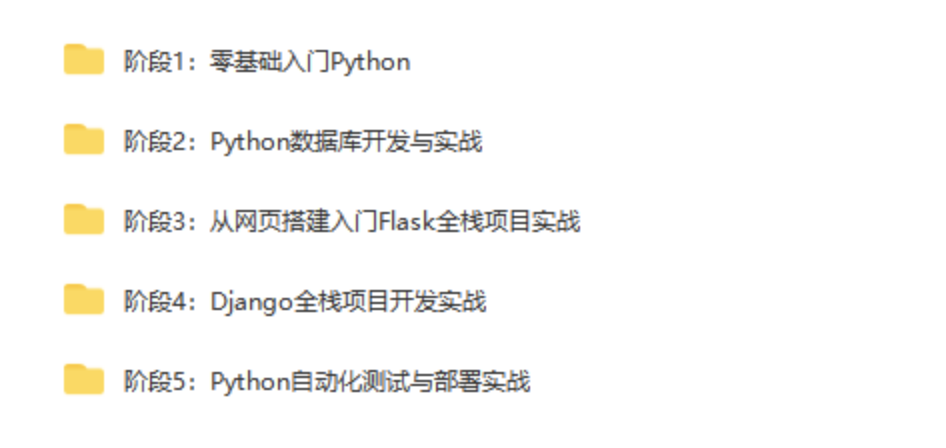 阶段1：零基础入门Python
阶段2：Python数据库开发与实战
阶段3：从网页搭建入门Flask全栈项目实战
阶段4：Django全栈项目开发实战
阶段5：Python自动化测试与部署实战